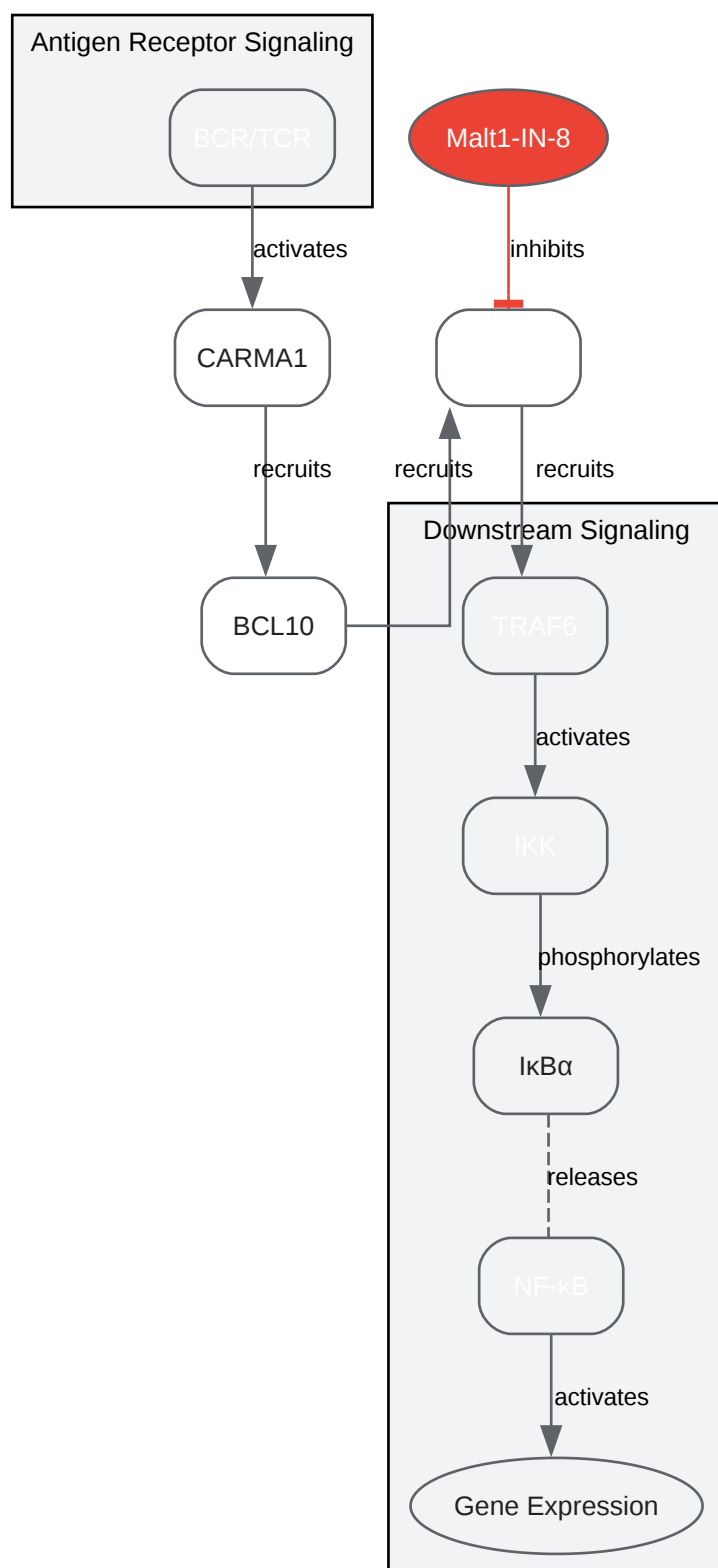 Antigen Receptor Signaling
BCR/TCR
Malt1-IN-8
activates
inhibits
CARMA1
recruits
recruits
recruits
Downstream Signaling
BCL10
TRAF6
activates
IKK
phosphorylates
IκBα
releases
NF-κB
activates
Gene Expression